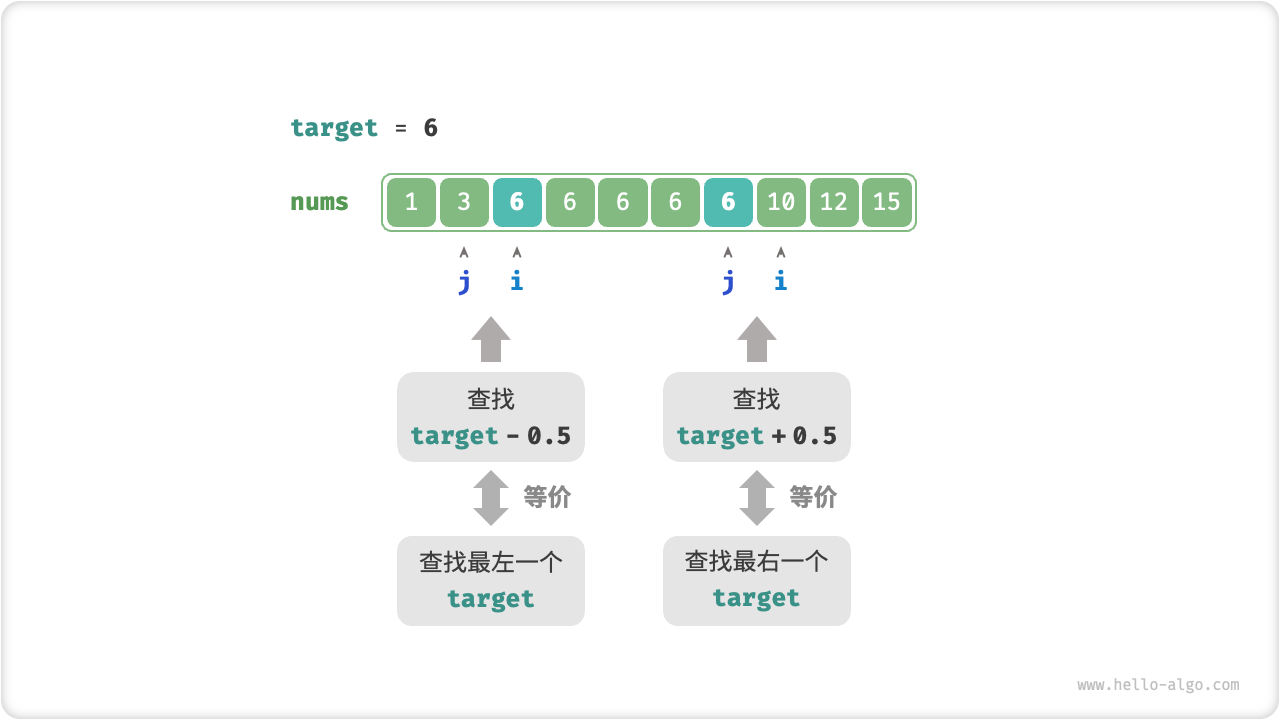 target = 6
nums 1 3 6 6 6 6 6 10 12 15
j i j i
查找 查找
target - 0.5 target + 0.5
等价 等价
查找最左一个 查找最右一个
target target
www.hello-algo.com